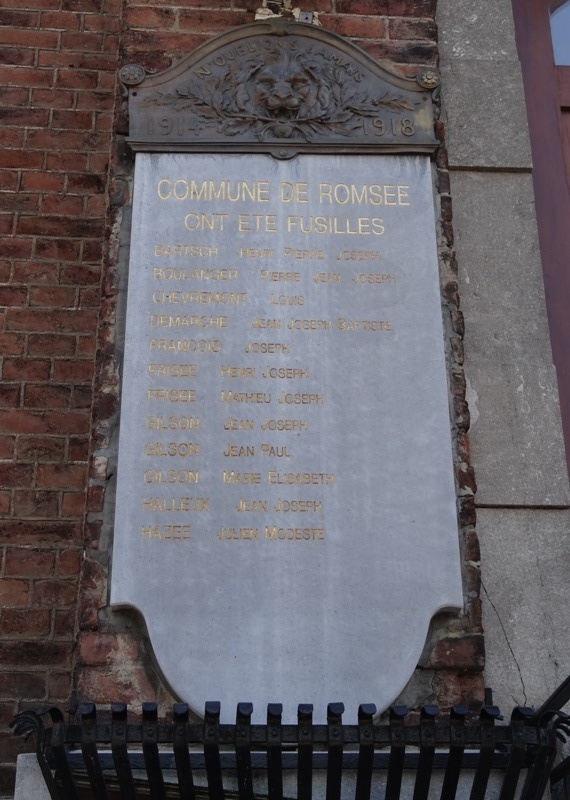 N'OUBLIONS JAMAIS
1914-1918
COMMUNE DE ROMSEE
ONT ETE FUSILLES
BARTSCH HENRI PIERRE JOSEPH
BOULANGER PIERRE JEAN JOSEPH
CHEVREMONT LOUIS
DEMARCHE JEAN JOSEPH BAPTISTE
FRANCOIS JOSEPH
FRISEE HENRI JOSEPH
FRISEE MATHIEU JOSEPH
GILSON JEAN JOSEPH
GILSON JEAN PAUL
GILSON MARIE ELISABETH
HALLEUX JEAN JOSEPH
HAZEE JULIEN MODESTE